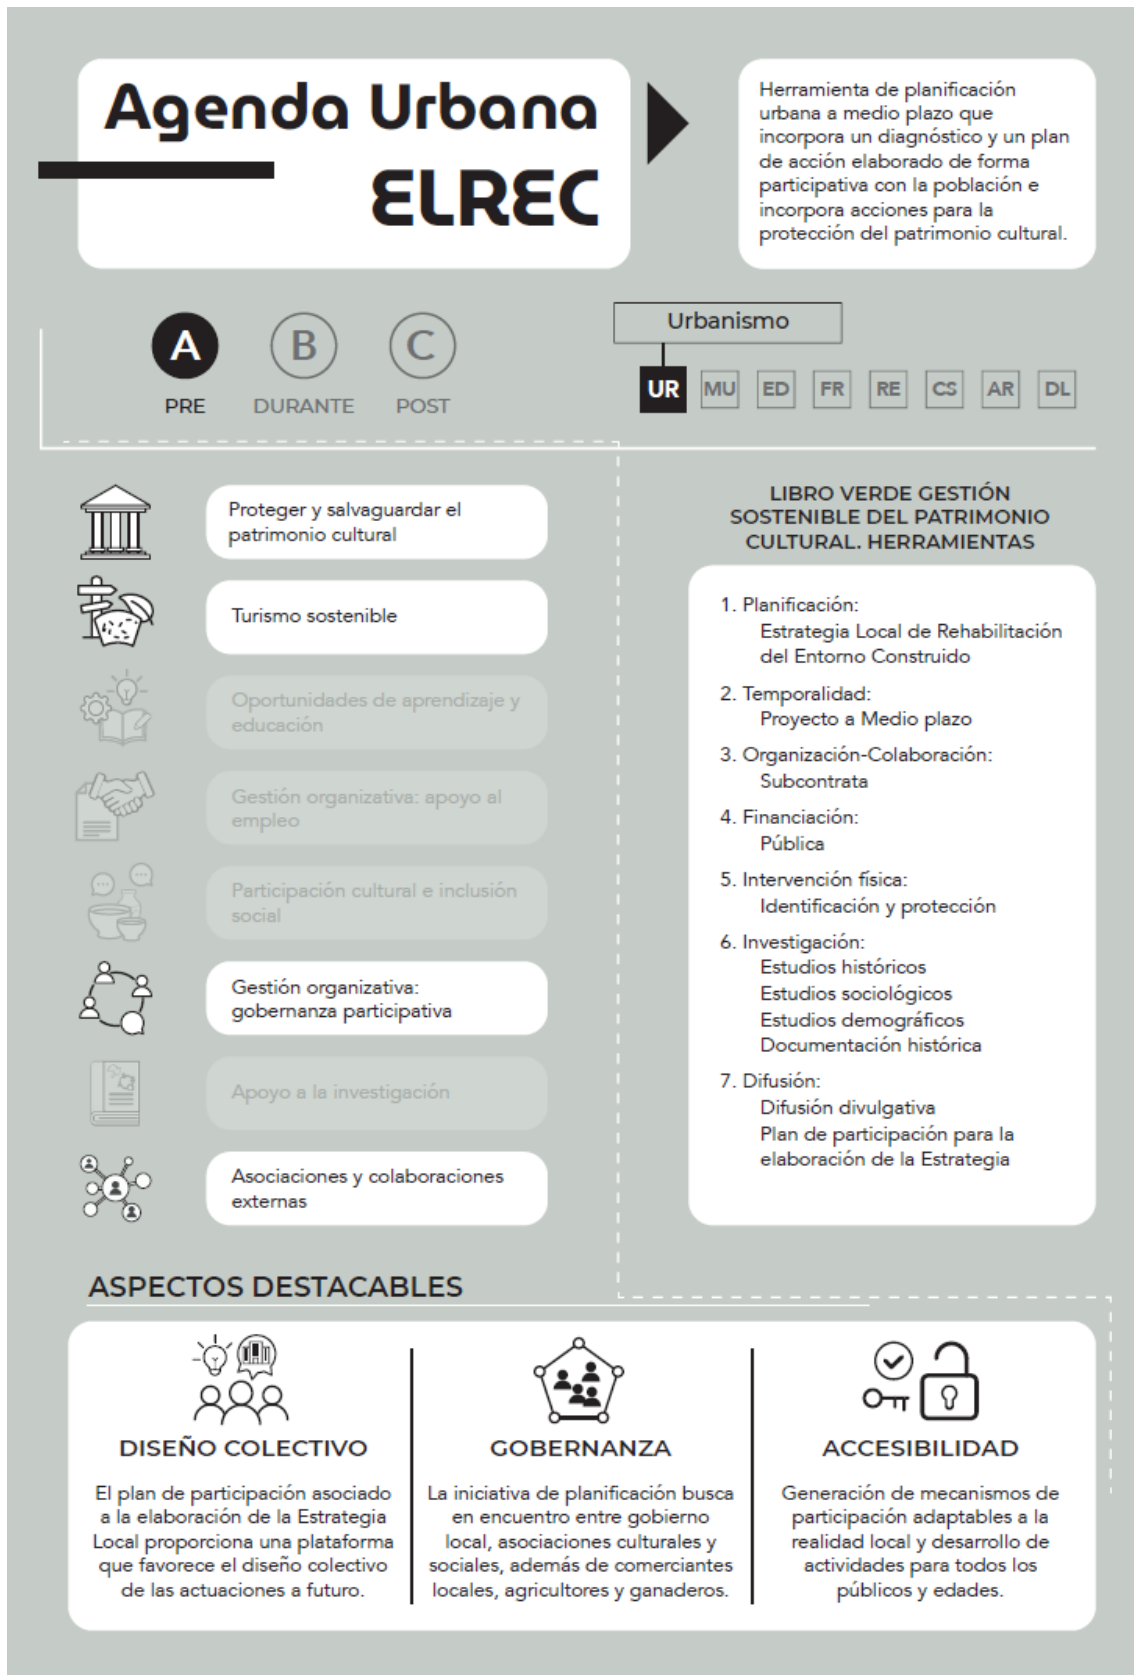 Agenda Urbana
ELREC
Herramienta de planificación
urbana a medio plazo que
incorpora un diagnóstico y un plan
de acción elaborado de forma
participativa con la población e
incorpora acciones para la
protección del patrimonio cultural.
A
B
C
PRE
DURANTE
POST
Urbanismo
UR
MU
ED
FR
RE
CS
AR
DL
Proteger y salvaguardar el
patrimonio cultural
Turismo sostenible
Oportunidades de aprendizaje y
educación
Gestión organizativa: apoyo al
empleo
Participación cultural e inclusión
social
Gestión organizativa:
gobernanza participativa
Apoyo a la investigación
Asociaciones y colaboraciones
externas
LIBRO VERDE GESTIÓN
SOSTENIBLE DEL PATRIMONIO
CULTURAL. HERRAMIENTAS
1. Planificación:
Estrategia Local de Rehabilitación
del Entorno Construido
2. Temporalidad:
Proyecto a Medio plazo
3. Organización-Colaboración:
Subcontrata
4. Financiación:
Pública
5. Intervención física:
Identificación y protección
6. Investigación:
Estudios históricos
Estudios sociológicos
Estudios demográficos
Documentación histórica
7. Difusión:
Difusión divulgativa
Plan de participación para la
elaboración de la Estrategia
ASPECTOS DESTACABLES
DISEÑO COLECTIVO
El plan de participación asociado
a la elaboración de la Estrategia
Local proporciona una plataforma
que favorece el diseño colectivo
de las actuaciones a futuro.
GOBERNANZA
La iniciativa de planificación busca
en encuentro entre gobierno
local, asociaciones culturales y
sociales, además de comerciantes
locales, agricultores y ganaderos.
ACCESIBILIDAD
Generación de mecanismos de
participación adaptables a la
realidad local y desarrollo de
actividades para todos los
públicos y edades.